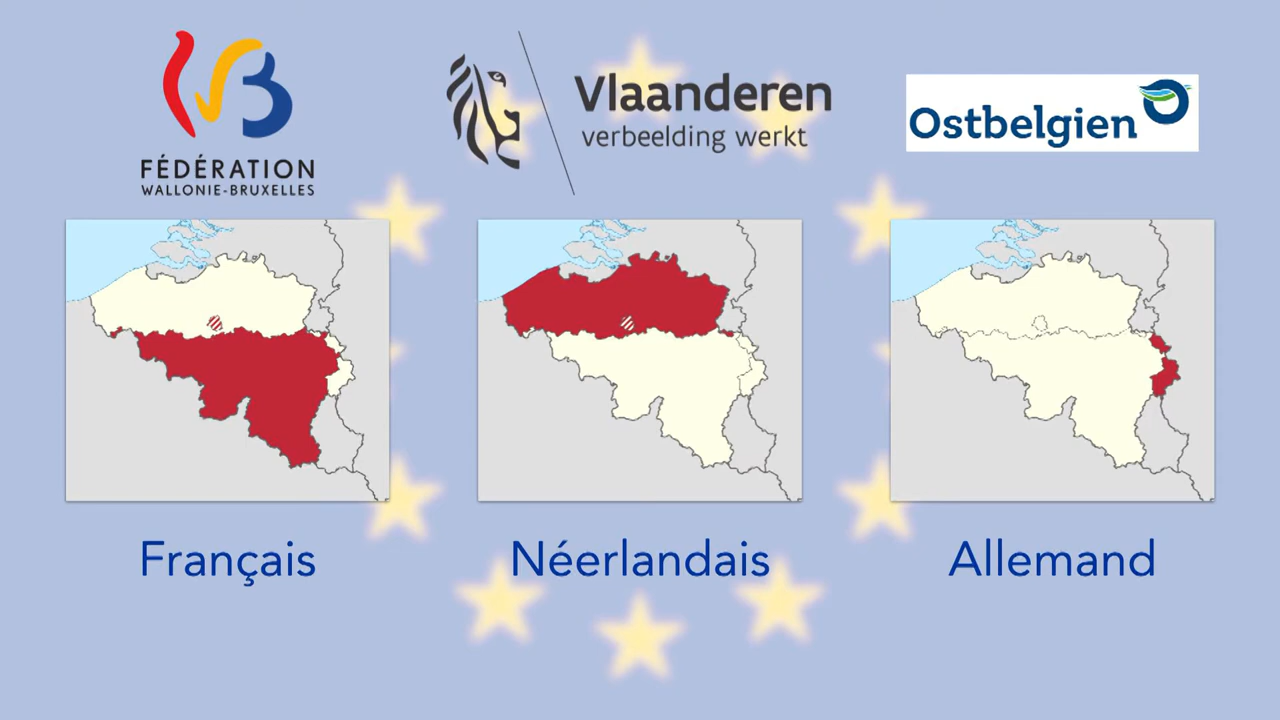 FÉDÉRATION
WALLONIE-BRUXELLES
Vlaanderen
verbeelding werkt
Ostbelgien
Français
Néerlandais
Allemand